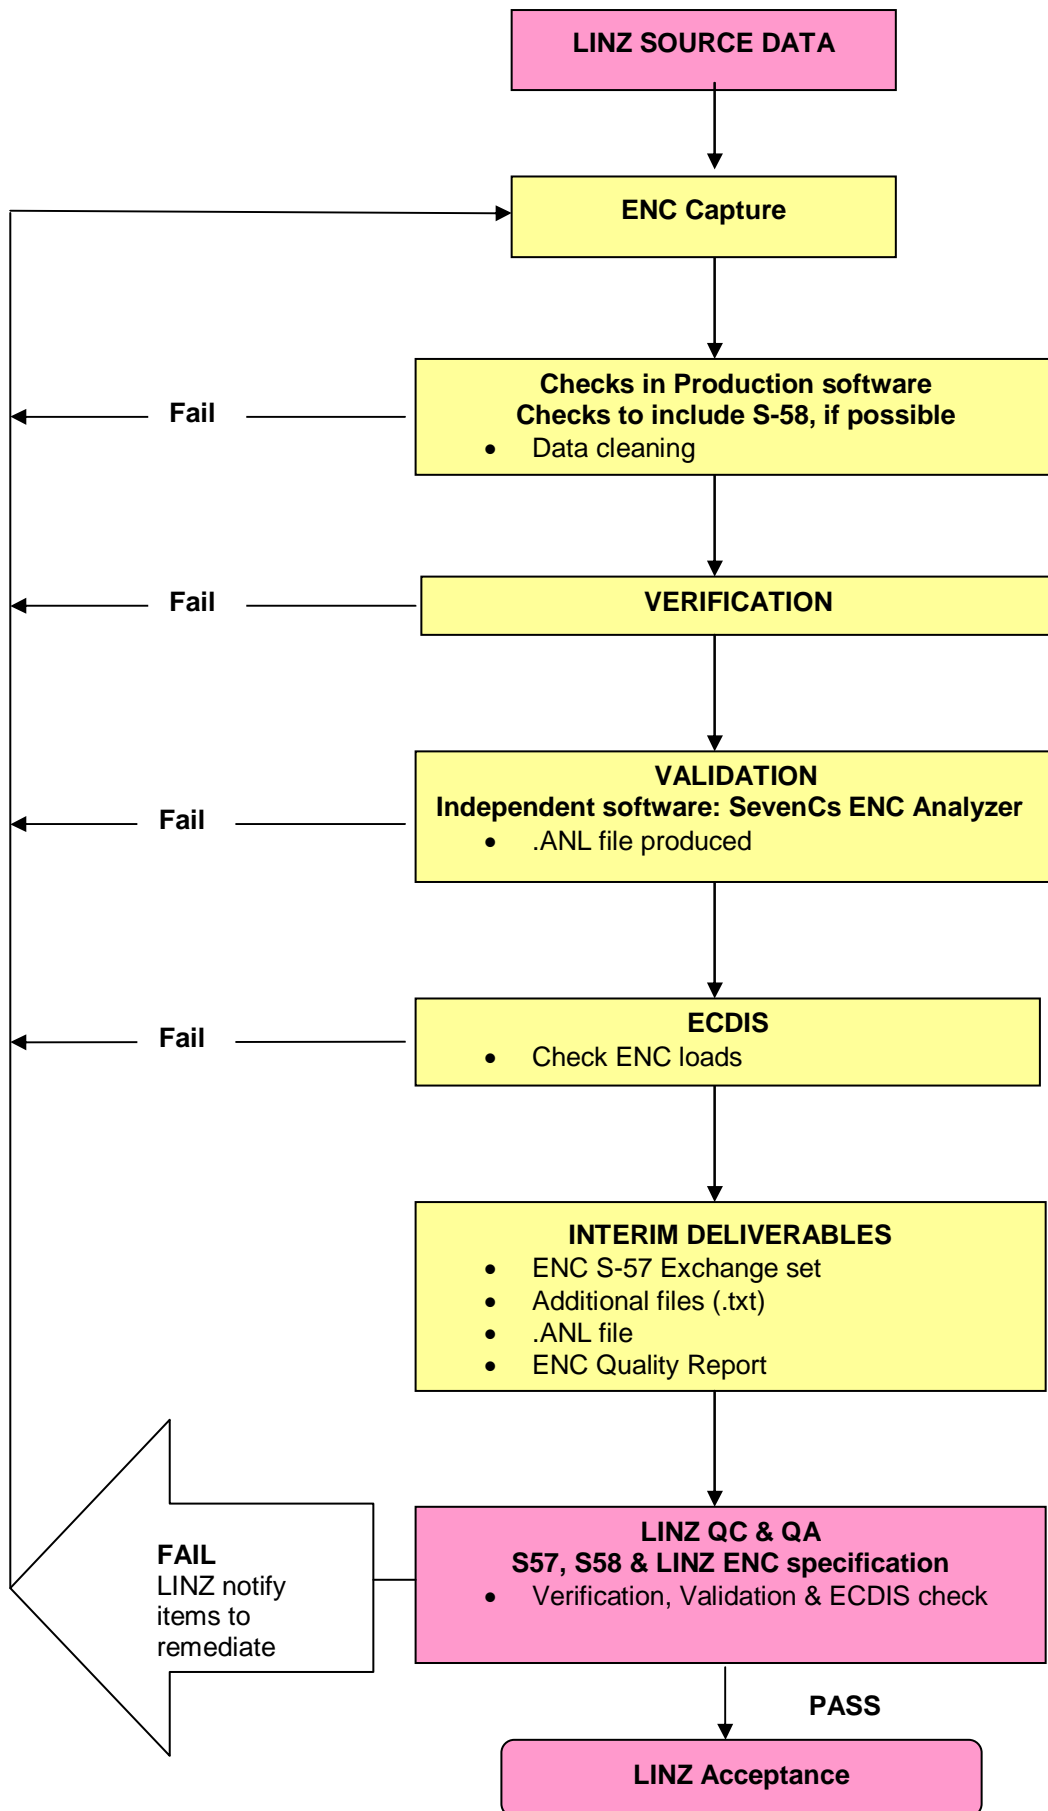 LINZ SOURCE DATA
ENC Capture
Checks in Production software
Checks to include S-58, if possible
• Data cleaning
Fail
VERIFICATION
Fail
VALIDATION
Independent software: SevenCs ENC Analyzer
• .ANL file produced
Fail
ECDIS
• Check ENC loads
Fail
INTERIM DELIVERABLES
• ENC S-57 Exchange set
• Additional files (.txt)
• .ANL file
• ENC Quality Report
LINZ QC & QA
S57, S58 & LINZ ENC specification
• Verification, Validation & ECDIS check
FAIL
LINZ notify
items to
remediate
PASS
LINZ Acceptance